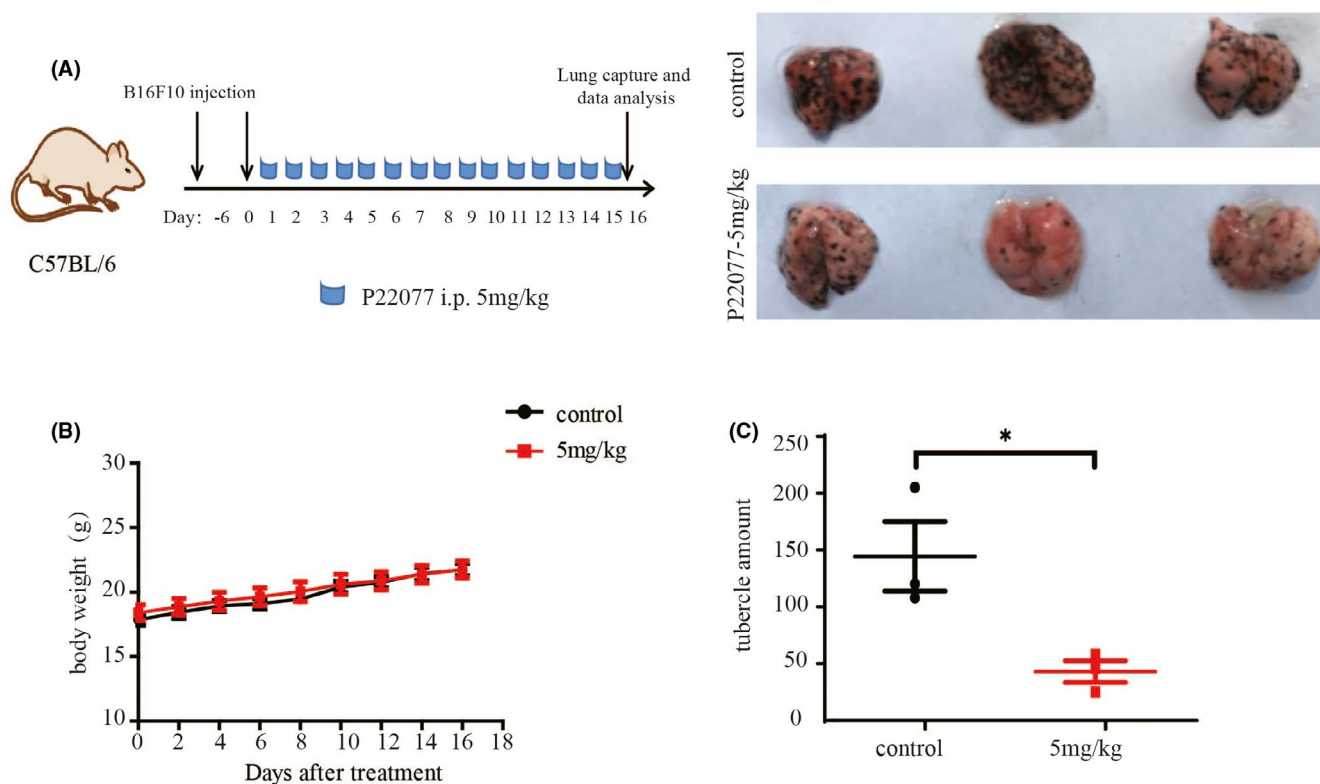 (A)
B16F10 injection
Lung capture and
data analysis
Day: -6 0 1 2 3 4 5 6 7 8 9 10 11 12 13 14 15 16
C57BL/6
P22077 i.p. 5mg/kg
control
P22077-5mg/kg
(B)
control
5mg/kg
body weight (g)
30
25
20
15
10
0 2 4 6 8 10 12 14 16 18
Days after treatment
(C)
*
tubercle amount
250
200
150
100
50
0
control 5mg/kg